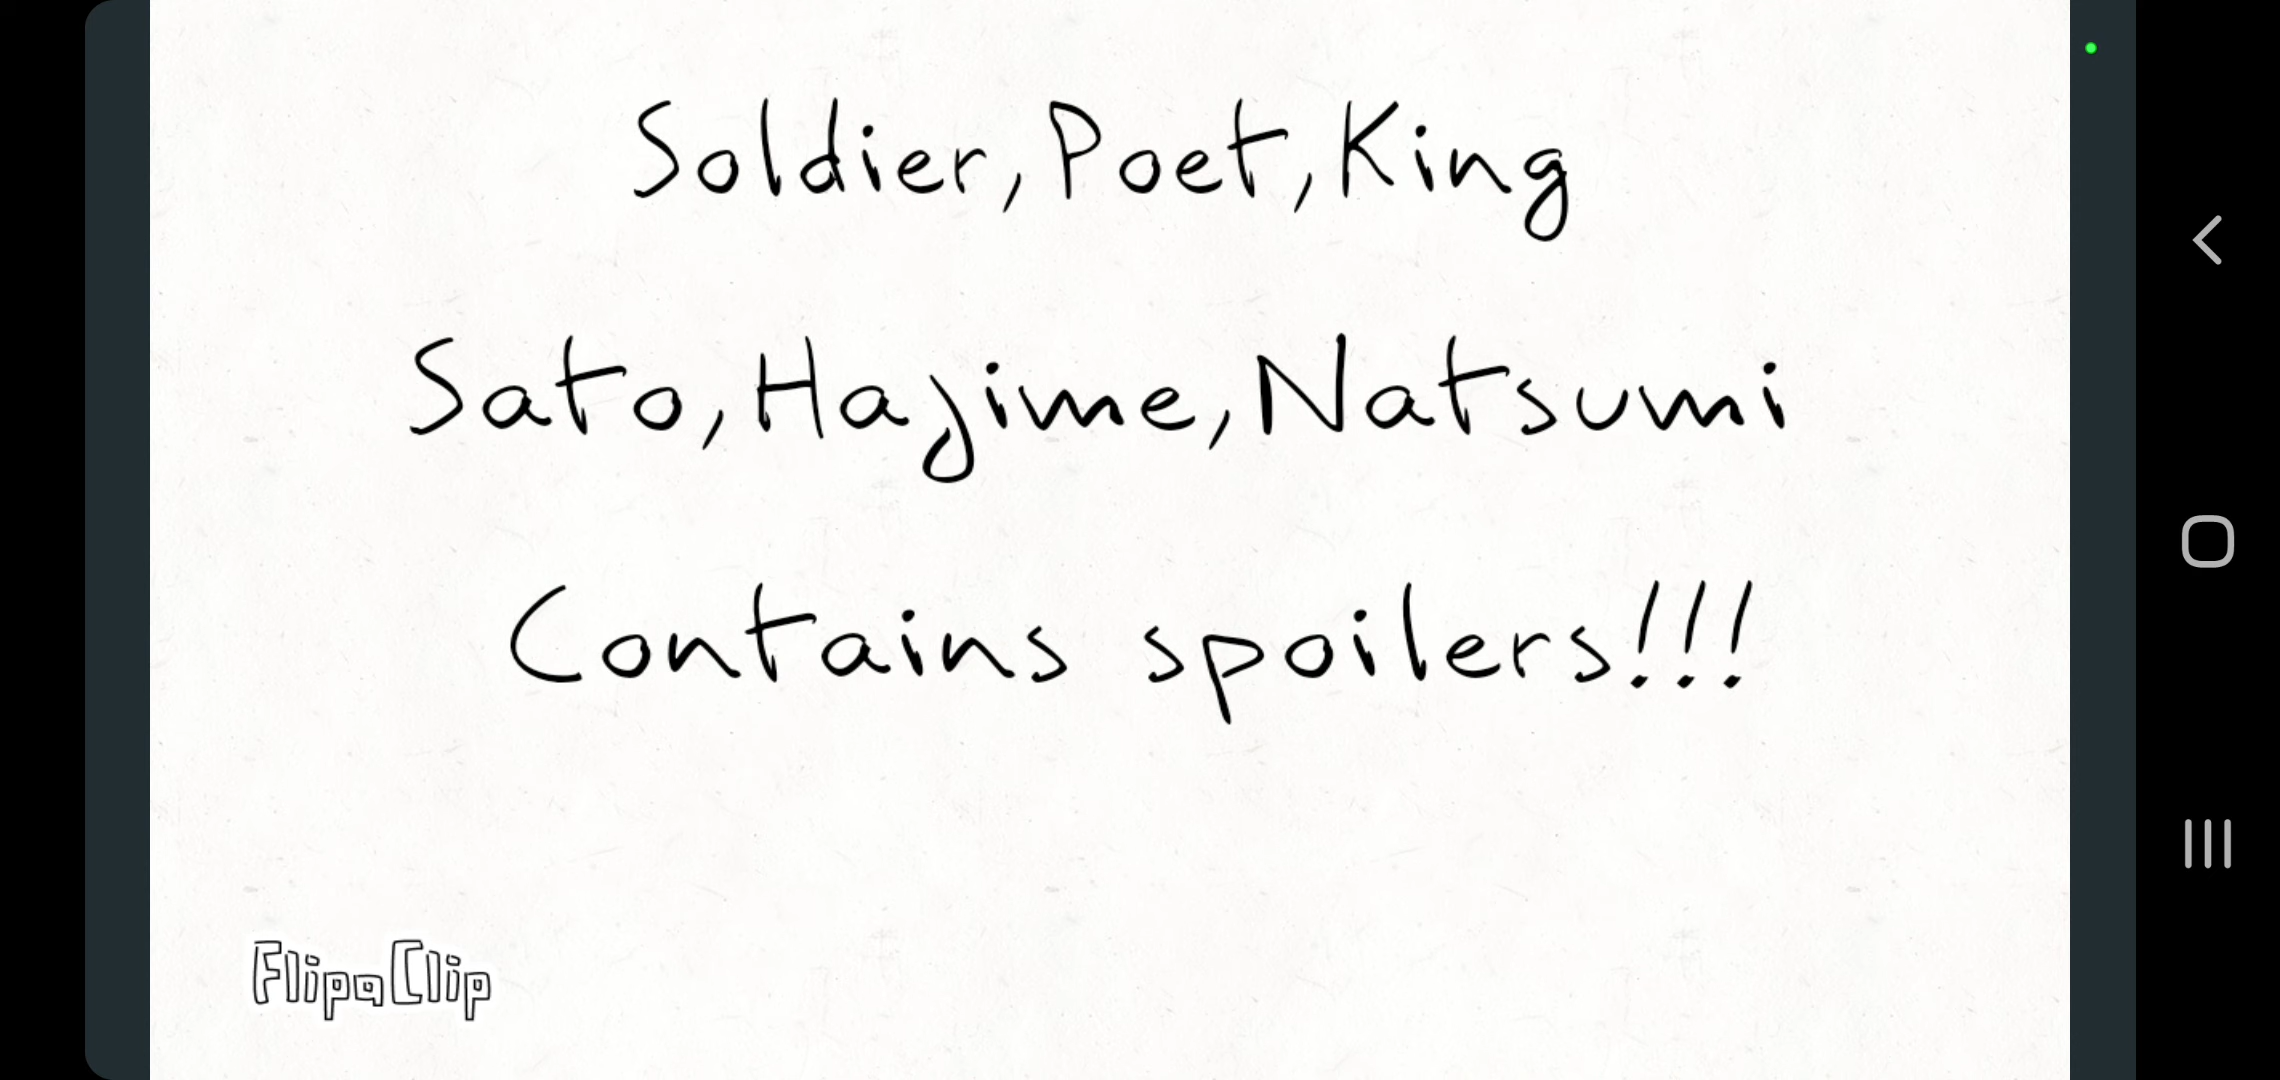 Soldier,Poet,King
Sato,Hajime,Natsumi
Contains spoilers!!!
FlipaClip